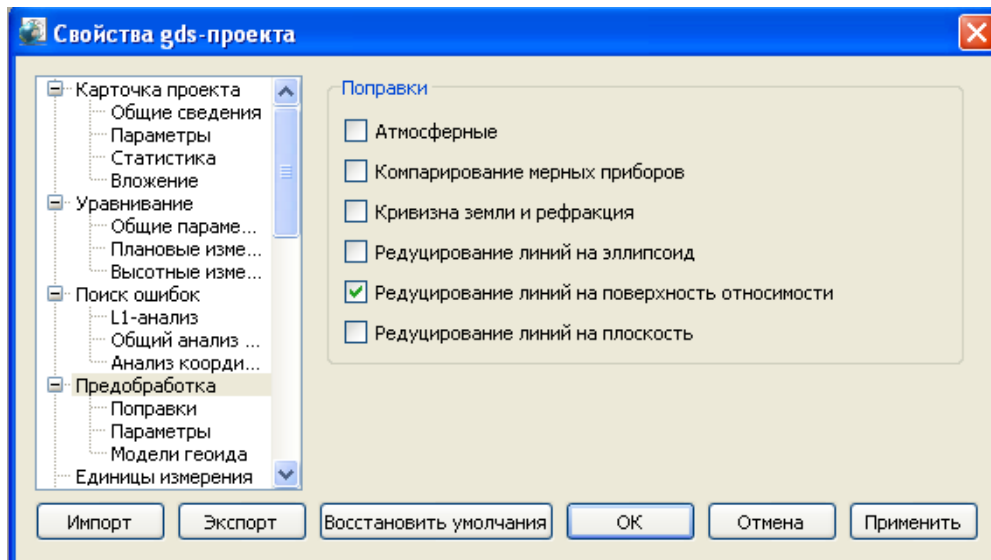 Свойства gds-проекта
Карточка проекта
Общие сведения
Параметры
Статистика
Вложение
Уравнивание
Общие параме...
Плановые изме...
Высотные изме...
Поиск ошибок
L1-анализ
Общий анализ ...
Анализ коорди...
Предобработка
Поправки
Параметры
Модели геоида
Единицы измерения
Поправки
Атмосферные
Компарирование мерных приборов
Кривизна земли и рефракция
Редуцирование линий на эллипсоид
Редуцирование линий на поверхность относимости
Редуцирование линий на плоскость
Импорт
Экспорт
Восстановить умолчания
ОК
Отмена
Применить